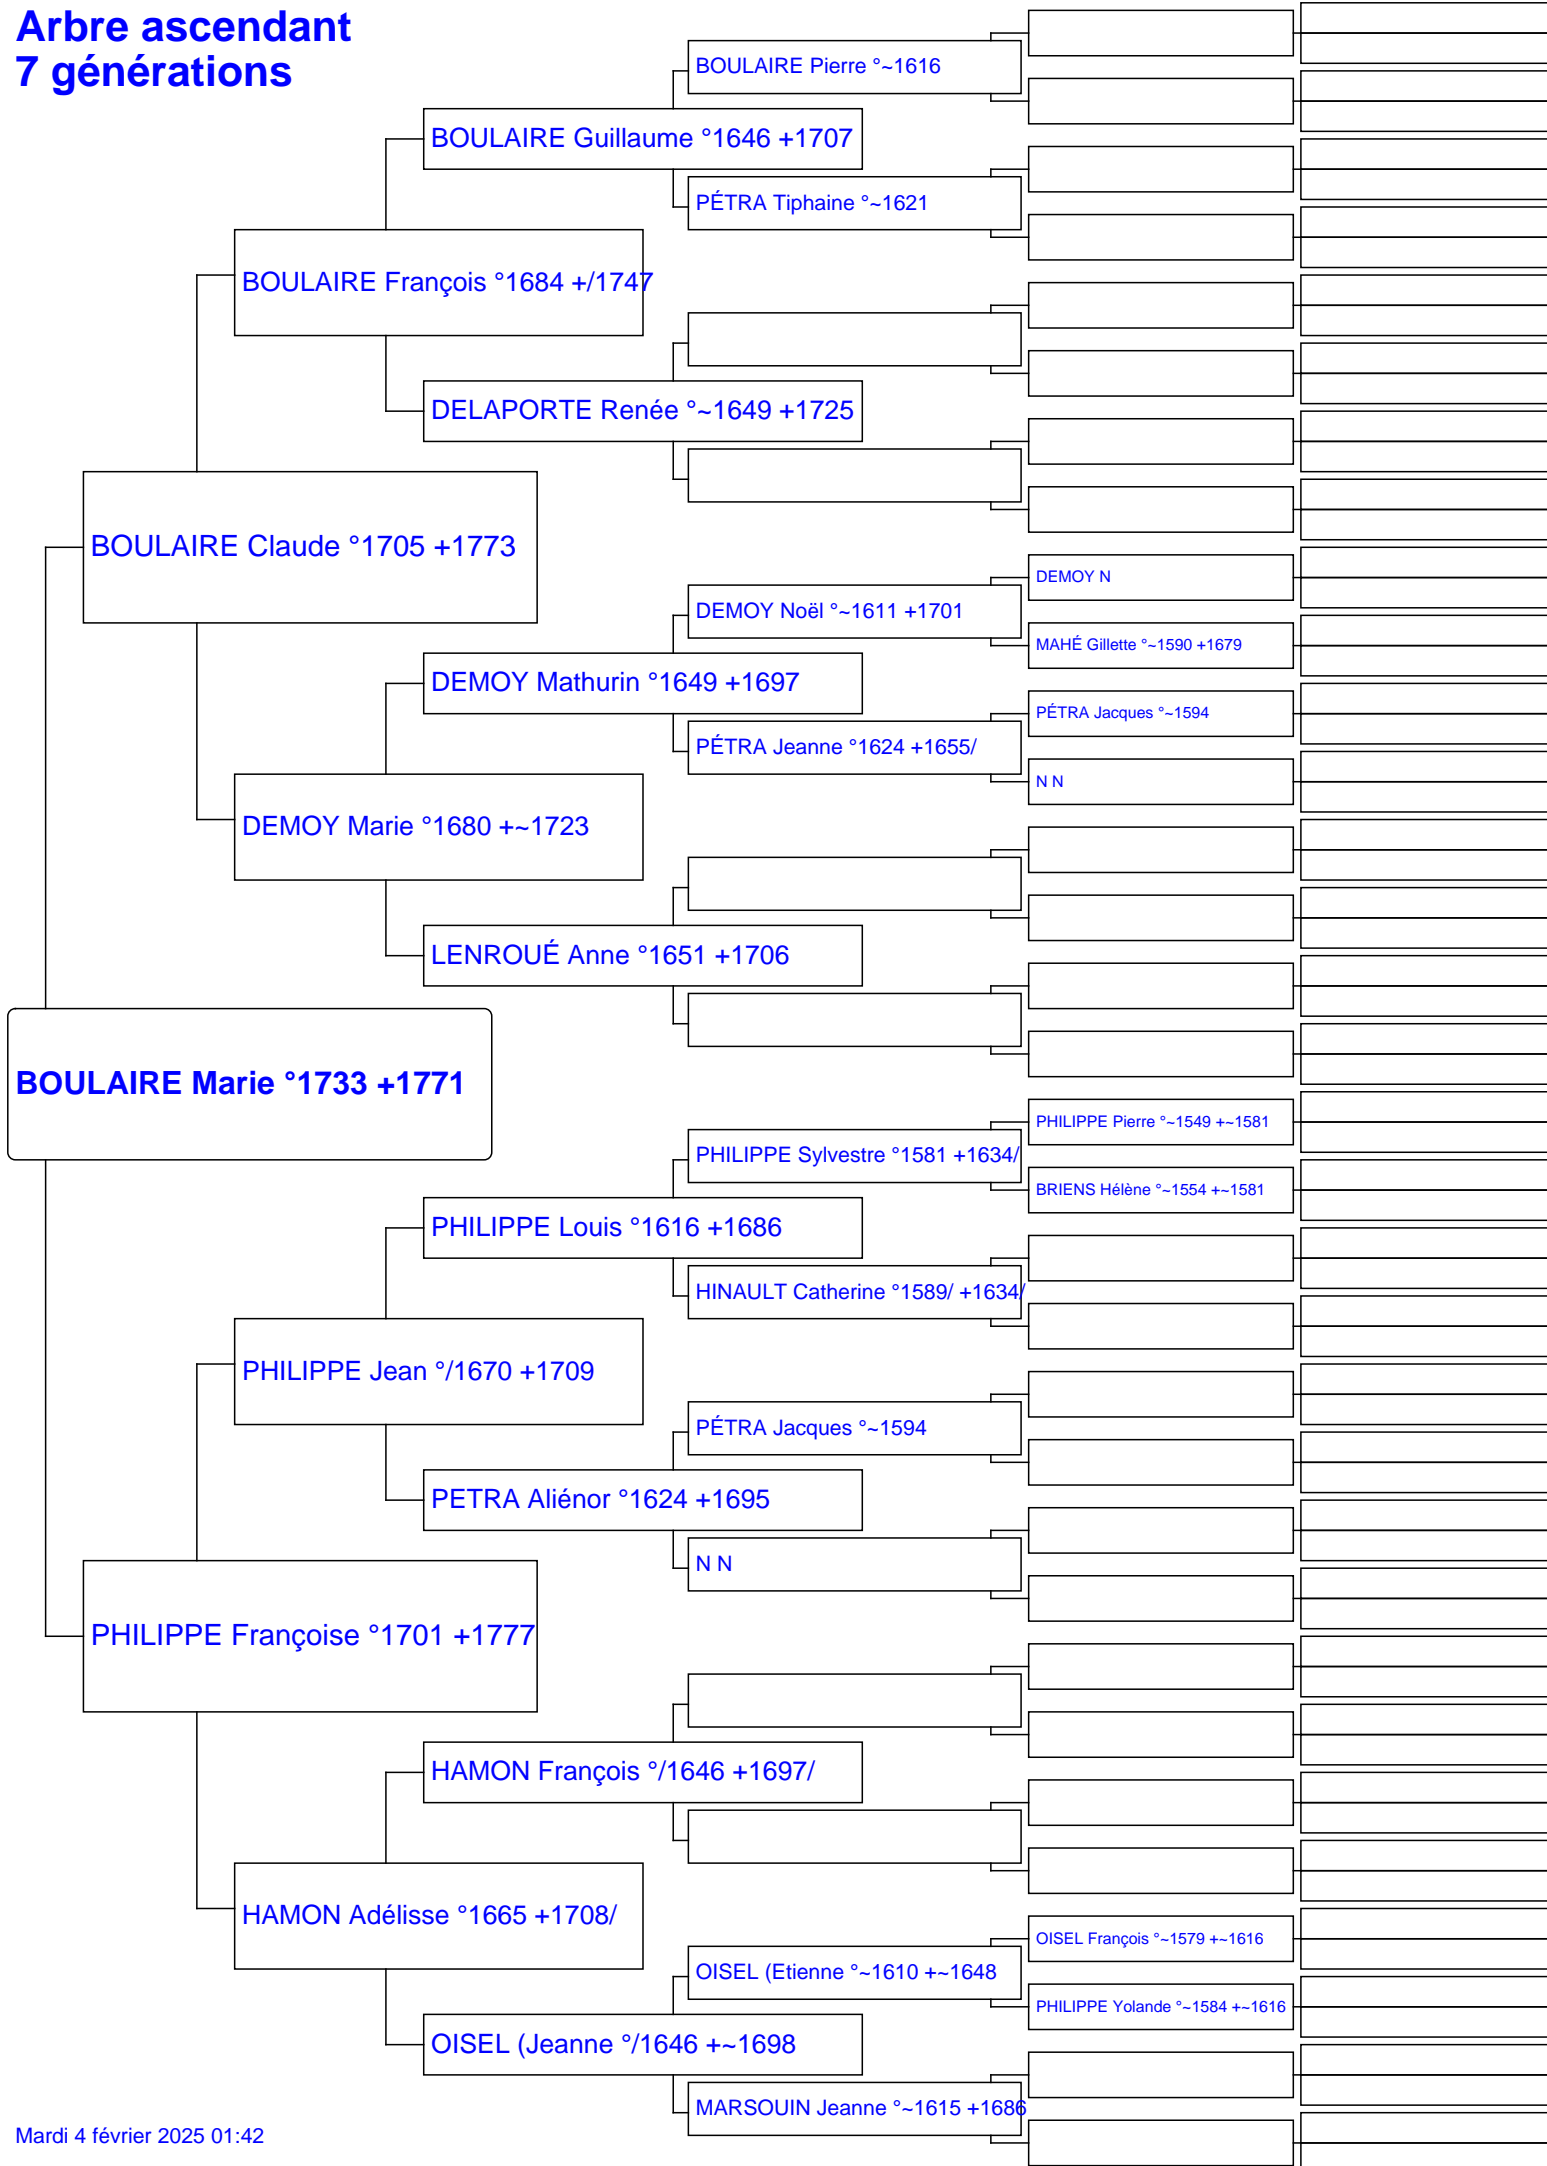 Arbre ascendant
7 générations
BOULAIRE Pierre °~1616
BOULAIRE Guillaume °1646 +1707
PÉTRA Tiphaine °~1621
BOULAIRE François °1684 +/1747
DELAPORTE Renée °~1649 +1725
BOULAIRE Claude °1705 +1773
DEMOY N
DEMOY Noël °~1611 +1701
MAHÉ Gillette °~1590 +1679
DEMOY Mathurin °1649 +1697
PÉTRA Jacques °~1594
PÉTRA Jeanne °1624 +1655/
N N
DEMOY Marie °1680 +~1723
LENROUÉ Anne °1651 +1706
BOULAIRE Marie °1733 +1771
PHILIPPE Pierre °~1549 +~1581
PHILIPPE Sylvestre °1581 +1634/
BRIENS Hélène °~1554 +~1581
PHILIPPE Louis °1616 +1686
HINAULT Catherine °1589/ +1634/
PHILIPPE Jean °/1670 +1709
PÉTRA Jacques °~1594
PETRA Aliénor °1624 +1695
N N
PHILIPPE Françoise °1701 +1777
HAMON François °/1646 +1697/
HAMON Adélisse °1665 +1708/
OISEL François °~1579 +~1616
OISEL (Etienne °~1610 +~1648
PHILIPPE Yolande °~1584 +~1616
OISEL (Jeanne °/1646 +~1698
MARSOUIN Jeanne °~1615 +1686
Mardi 4 février 2025 01:42